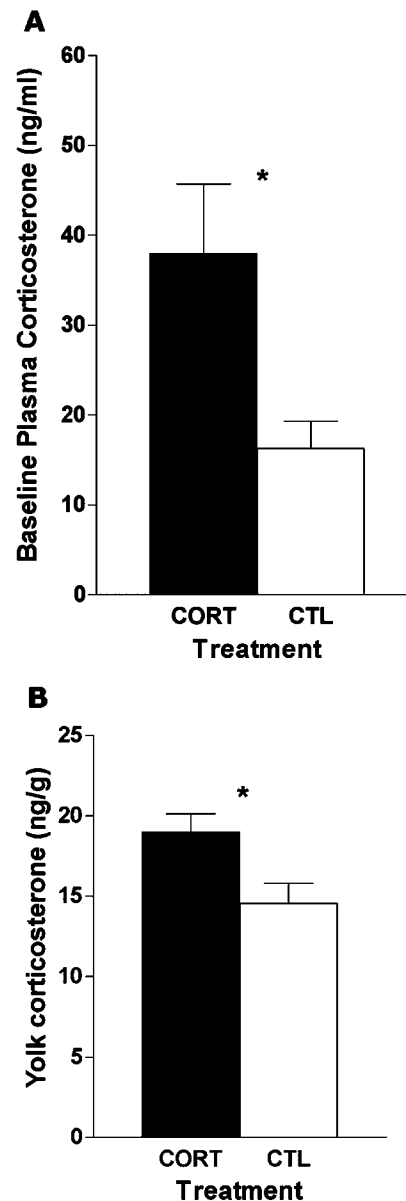 A
Baseline Plasma Corticosterone (ng/ml)
60
50
40
30
20
10
0
*
CORT CTL
Treatment
B
Yolk corticosterone (ng/g)
25
20
15
10
5
0
*
CORT CTL
Treatment